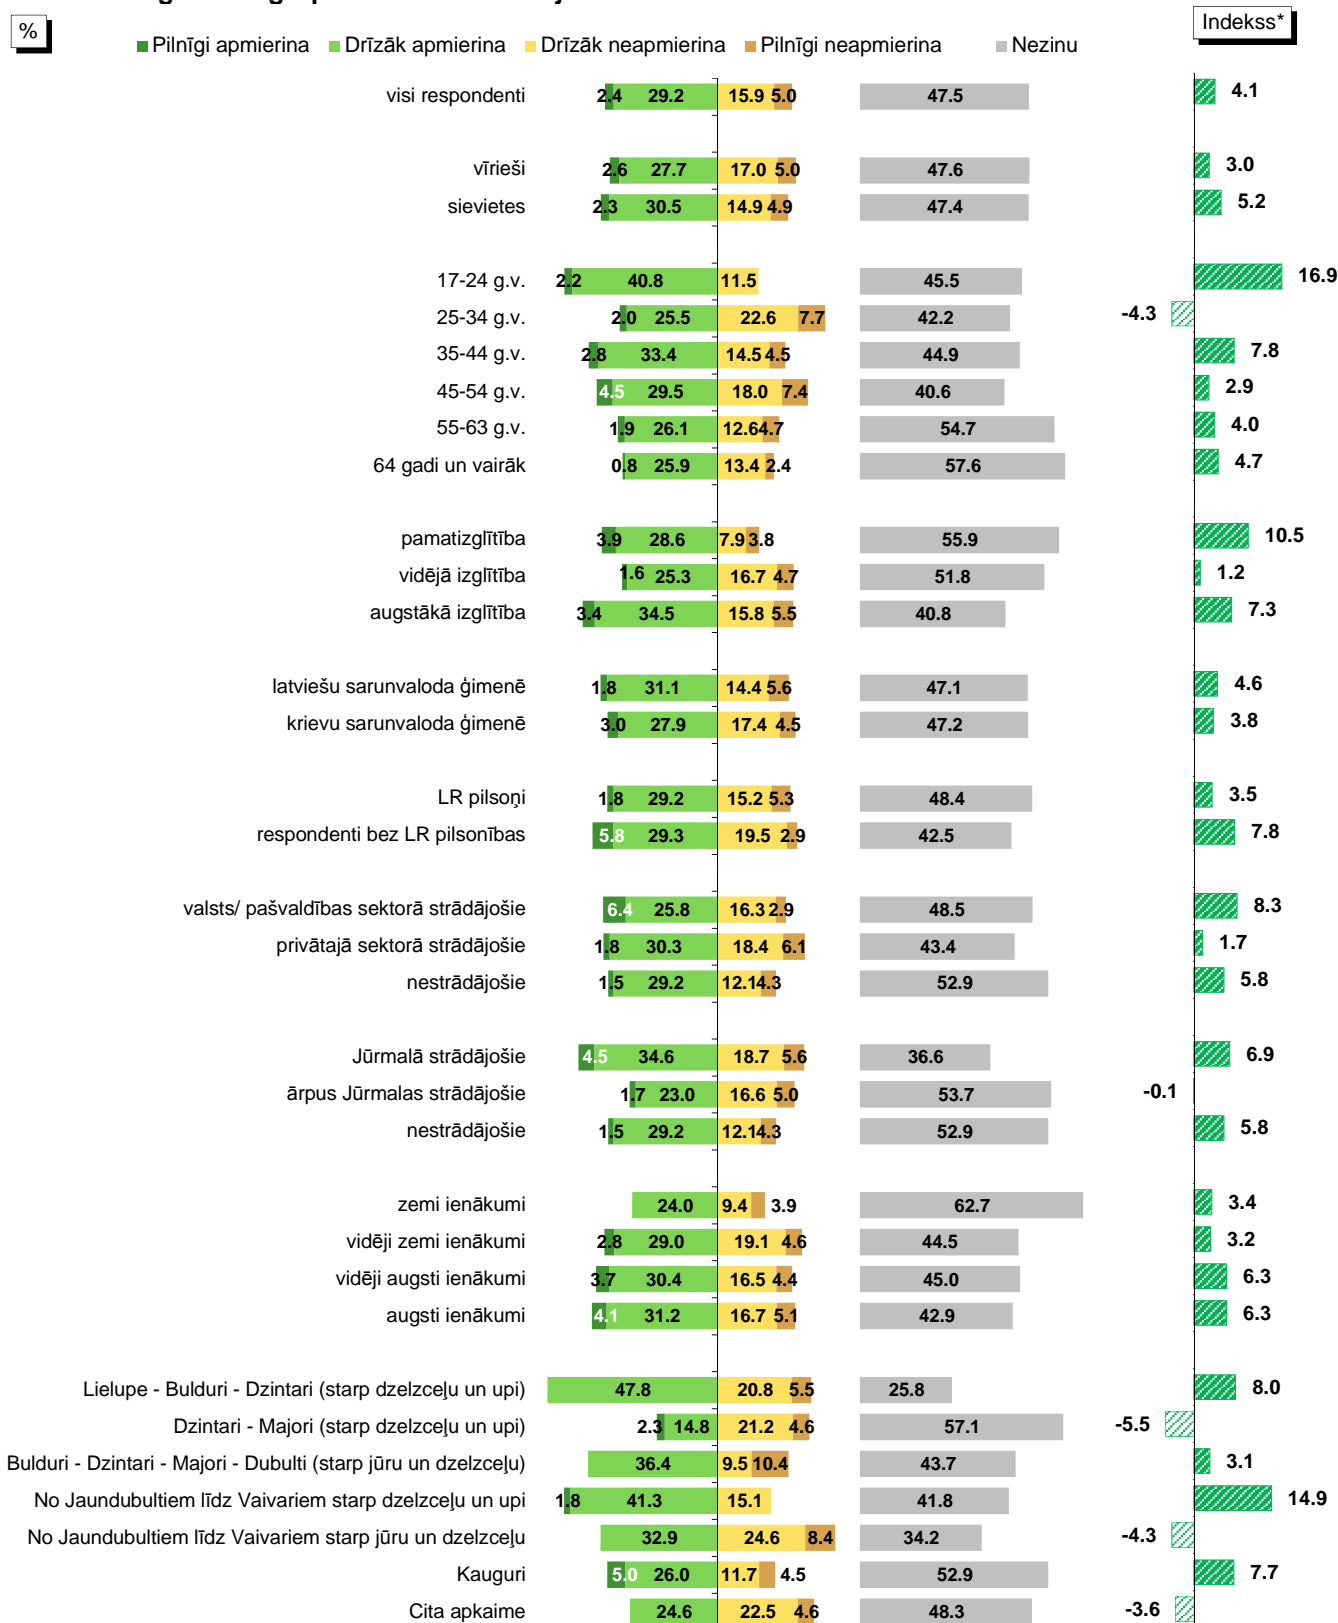 %
Indekss*
Pilnīgi apmierina Drīzāk apmierina Drīzāk neapmierina Pilnīgi neapmierina Nezinu
visi respondenti 2.4 29.2 15.9 5.0 47.5 4.1
vīrieši 2.6 27.7 17.0 5.0 47.6 3.0
sievietes 2.3 30.5 14.9 4.9 47.4 5.2
17-24 g.v. 2.2 40.8 11.5 45.5 16.9
25-34 g.v. 2.0 25.5 22.6 7.7 42.2 -4.3
35-44 g.v. 2.8 33.4 14.5 4.5 44.9 7.8
45-54 g.v. 4.5 29.5 18.0 7.4 40.6 2.9
55-63 g.v. 1.9 26.1 12.6 4.7 54.7 4.0
64 gadi un vairāk 0.8 25.9 13.4 2.4 57.6 4.7
pamatizglītība 3.9 28.6 7.9 3.8 55.9 10.5
vidējā izglītība 1.6 25.3 16.7 4.7 51.8 1.2
augstākā izglītība 3.4 34.5 15.8 5.5 40.8 7.3
latviešu sarunvaloda ģimenē 1.8 31.1 14.4 5.6 47.1 4.6
krievu sarunvaloda ģimenē 3.0 27.9 17.4 4.5 47.2 3.8
LR pilsoņi 1.8 29.2 15.2 5.3 48.4 3.5
respondenti bez LR pilsonības 5.8 29.3 19.5 2.9 42.5 7.8
valsts/ pašvaldības sektorā strādājošie 6.4 25.8 16.3 2.9 48.5 8.3
privātajā sektorā strādājošie 1.8 30.3 18.4 6.1 43.4 1.7
nestrādājošie 1.5 29.2 12.1 4.3 52.9 5.8
Jūrmalā strādājošie 4.5 34.6 18.7 5.6 36.6 6.9
ārpus Jūrmalas strādājošie 1.7 23.0 16.6 5.0 53.7 -0.1
nestrādājošie 1.5 29.2 12.1 4.3 52.9 5.8
zemi ienākumi 24.0 9.4 3.9 62.7 3.4
vidēji zemi ienākumi 2.8 29.0 19.1 4.6 44.5 3.2
vidēji augsti ienākumi 3.7 30.4 16.5 4.4 45.0 6.3
augsti ienākumi 4.1 31.2 16.7 5.1 42.9 6.3
Lielupe - Bulduri - Dzintari (starp dzelzceļu un upi) 47.8 20.8 5.5 25.8 8.0
Dzintari - Majori (starp dzelzceļu un upi) 2.3 14.8 21.2 4.6 57.1 -5.5
Bulduri - Dzintari - Majori - Dubulti (starp jūru un dzelzceļu) 36.4 9.5 10.4 43.7 3.1
No Jaundubultiem līdz Vaivariem starp dzelzceļu un upi 1.8 41.3 15.1 41.8 14.9
No Jaundubultiem līdz Vaivariem starp jūru un dzelzceļu 32.9 24.6 8.4 34.2 -4.3
Kauguri 5.0 26.0 11.7 4.5 52.9 7.7
Cita apkaime 24.6 22.5 4.6 48.3 -3.6